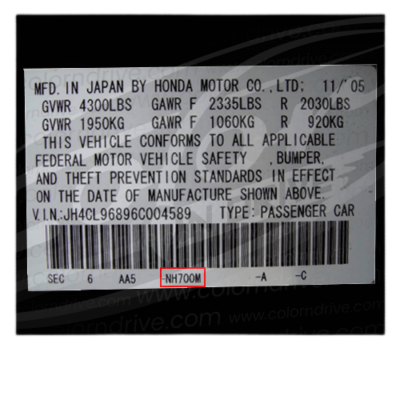 MFD. IN JAPAN BY HONDA MOTOR CO., LTD: 11/'05
GVWR 4300LBS GAWR F 2335LBS R 2030LBS
GVWR 1950KG GAWR F 1060KG R 920KG
THIS VEHICLE CONFORMS TO ALL APPLICABLE
FEDERAL MOTOR VEHICLE SAFETY ,BUMPER,
AND THEFT PREVENTION STANDARDS IN EFFECT
ON THE DATE OF MANUFACTURE SHOWN ABOVE.
V.I.N.:JH4CL96896C004589 TYPE: PASSENGER CAR
SEC 6 AA5 -NH700M -A -C
www.colorndrive.com